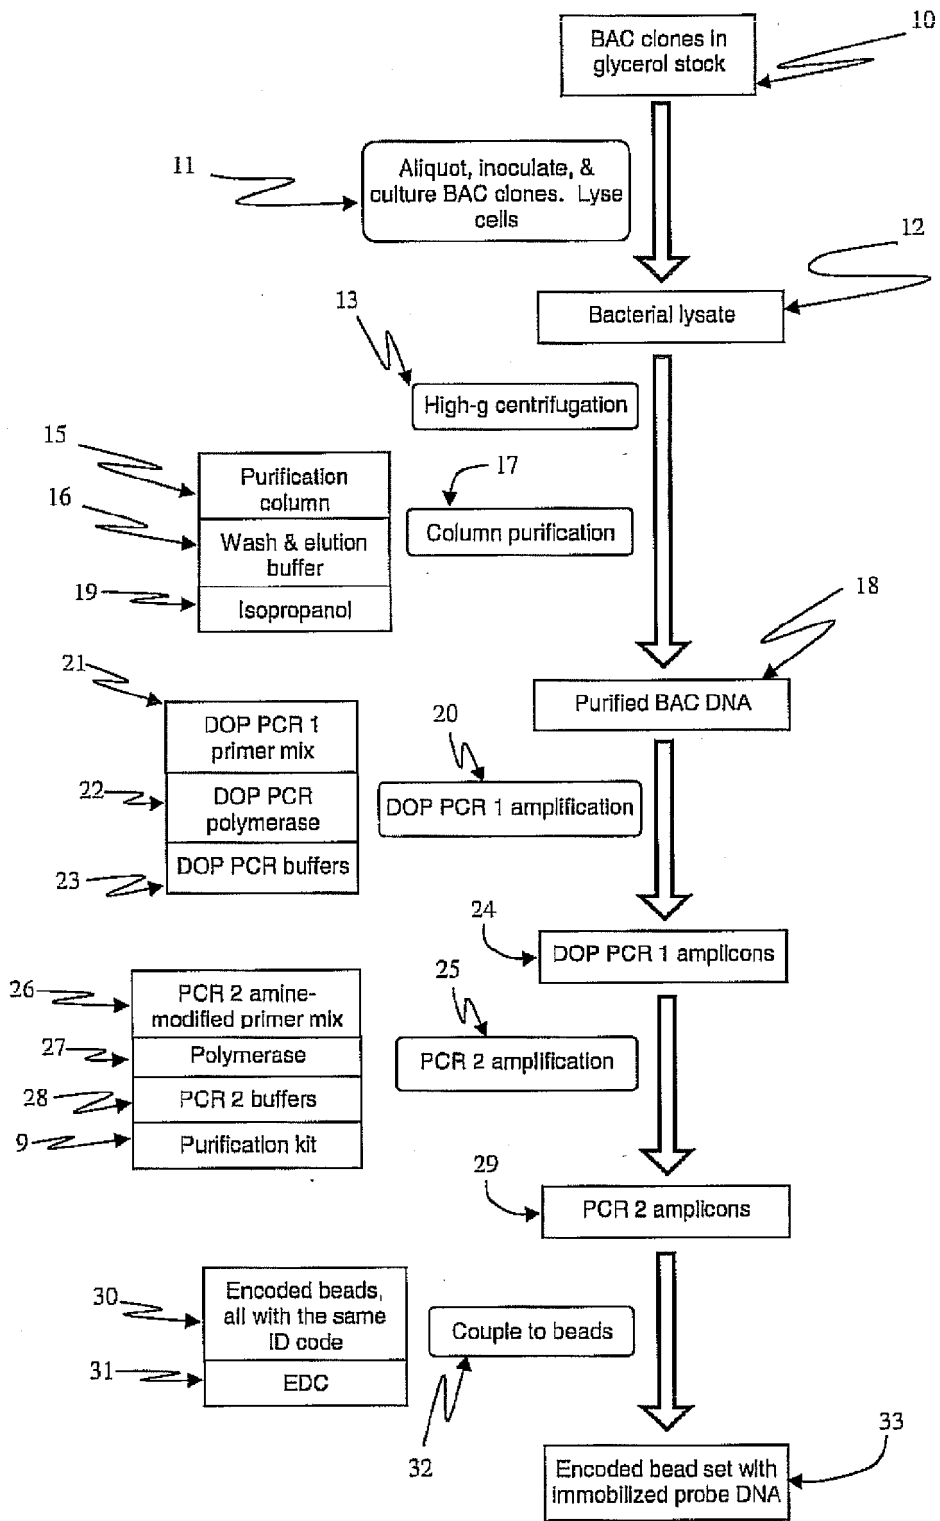 10
BAC clones in
glycerol stock
11
Aliquot, inoculate, &
culture BAC clones. Lyse
cells
12
Bacterial lysate
13
High-g centrifugation
15
Purification
column
16
Wash & elution
buffer
19
Isopropanol
17
Column purification
18
Purified BAC DNA
21
DOP PCR 1
primer mix
22
DOP PCR
polymerase
23
DOP PCR buffers
20
DOP PCR 1 amplification
24
DOP PCR 1 amplicons
26
PCR 2 amine-
modified primer mix
27
Polymerase
28
PCR 2 buffers
9
Purification kit
25
PCR 2 amplification
29
PCR 2 amplicons
30
Encoded beads,
all with the same
ID code
31
EDC
Couple to beads
32
33
Encoded bead set with
immobilized probe DNA